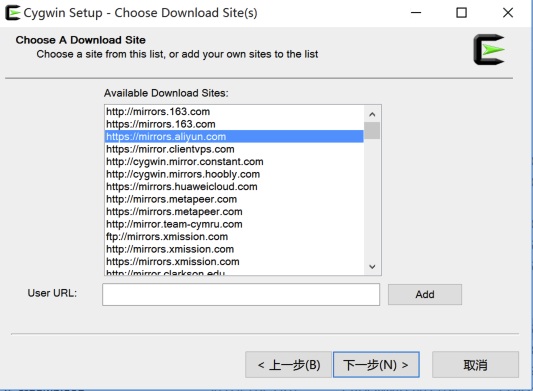 Cygwin Setup - Choose Download Site(s)
Choose A Download Site
Choose a site from this list, or add your own sites to the list
Available Download Sites:
http://mirrors.163.com
https://mirrors.163.com
https://mirrors.aliyun.com
https://mirror.clientvps.com
http://cygwin.mirror.constant.com
http://cygwin.mirrors.hoobly.com
https://mirrors.huaweicloud.com
http://mirrors.metapeer.com
https://mirrors.metapeer.com
http://mirror.team-cymru.com
ftp://mirrors.xmission.com
http://mirrors.xmission.com
https://mirrors.xmission.com
http://mirror.clarkson.edu
User URL:
Add
< 上一步(B)
下一步(N) >
取消